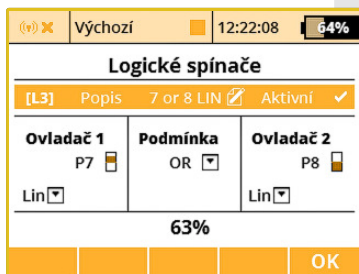 Výchozí 12:22:08 64%
Logické spínače
[L3] Popis 7 or 8 LIN Aktivní
Ovladač 1 Podmínka Ovladač 2
P7 OR P8
Lin Lin
63%
OK